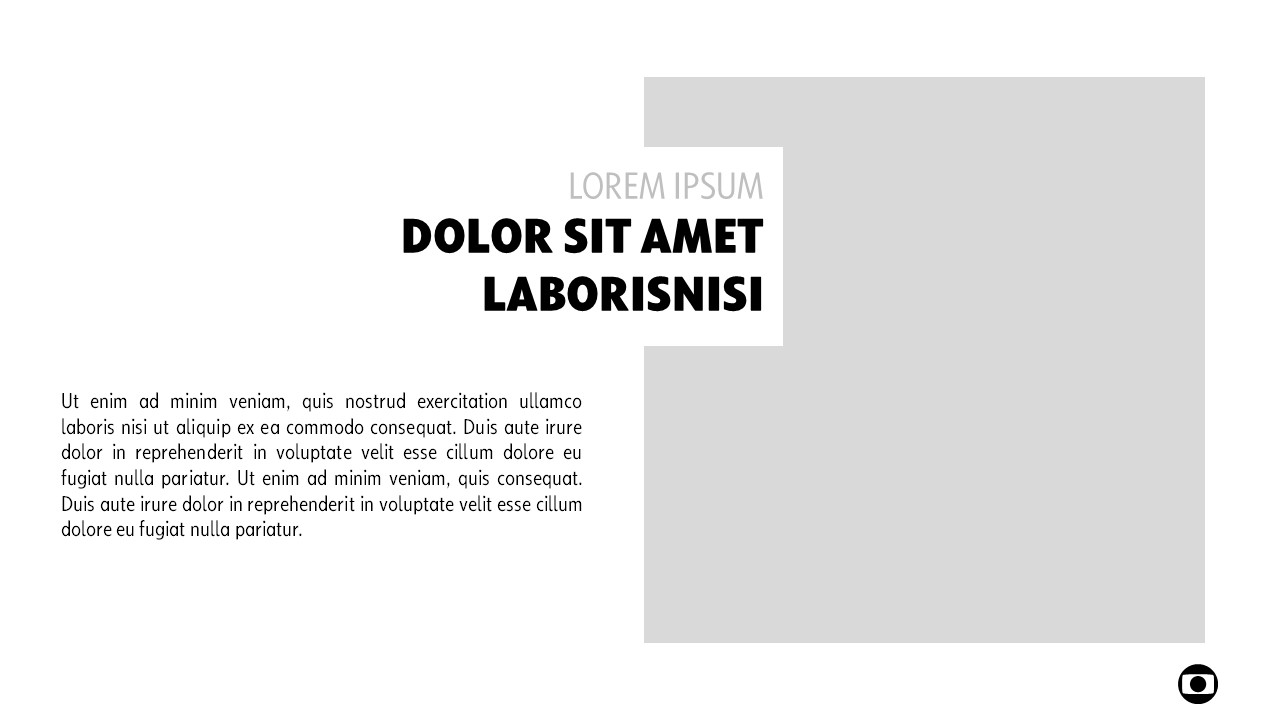 LOREM IPSUM
DOLOR SIT AMET
LABORISNISI
Ut enim ad minim veniam, quis nostrud exercitation ullamco
laboris nisi ut aliquip ex ea commodo consequat. Duis aute irure
dolor in reprehenderit in voluptate velit esse cillum dolore eu
fugiat nulla pariatur. Ut enim ad minim veniam, quis consequat.
Duis aute irure dolor in reprehenderit in voluptate velit esse cillum
dolore eu fugiat nulla pariatur.